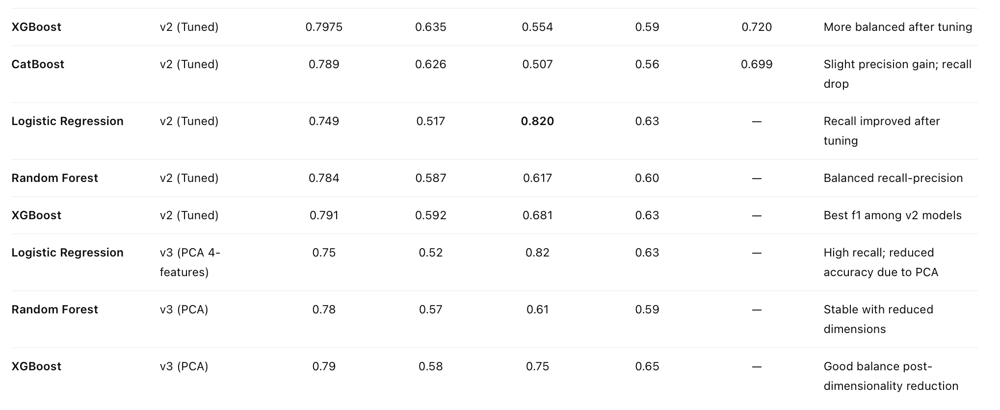 XGBoost v2 (Tuned) 0.7975 0.635 0.554 0.59 0.720 More balanced after tuning
CatBoost v2 (Tuned) 0.789 0.626 0.507 0.56 0.699 Slight precision gain; recall
drop
Logistic Regression v2 (Tuned) 0.749 0.517 0.820 0.63 — Recall improved after
tuning
Random Forest v2 (Tuned) 0.784 0.587 0.617 0.60 — Balanced recall-precision
XGBoost v2 (Tuned) 0.791 0.592 0.681 0.63 — Best f1 among v2 models
Logistic Regression v3 (PCA 4- 0.75 0.52 0.82 0.63 — High recall; reduced
features) accuracy due to PCA
Random Forest v3 (PCA) 0.78 0.57 0.61 0.59 — Stable with reduced
dimensions
XGBoost v3 (PCA) 0.79 0.58 0.75 0.65 — Good balance post-
dimensionality reduction